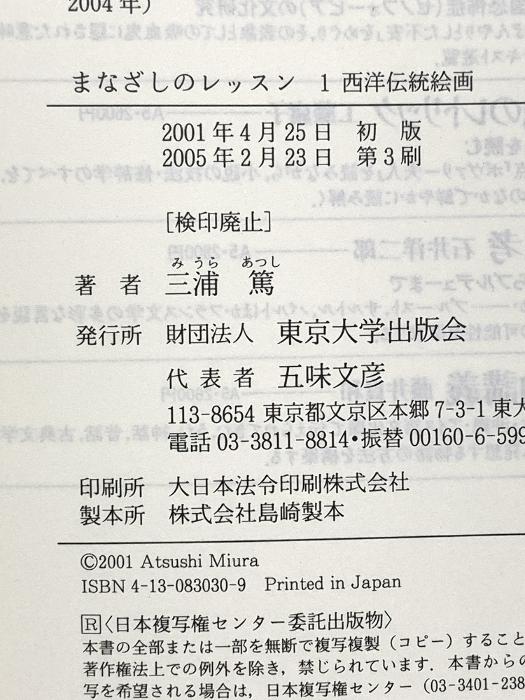 2004年）
まなざしのレッスン 1 西洋伝統絵画
2001年4月25日 初 版
2005年2月23日 第3刷
［検印廃止］
み うら あつし
著 者 三浦 篤
発行所 財団法人 東京大学出版会
代表者 五味文彦
113-8654 東京都文京区本郷 7-3-1 東大
電話 03-3811-8814・振替 00160-6-599
印刷所 大日本法令印刷株式会社
製本所 株式会社島崎製本
©2001 Atsushi Miura
ISBN 4-13-083030-9 Printed in Japan
R〈日本複写権センター委託出版物〉
本書の全部または一部を無断で複写複製（コピー）すること
著作権法上での例外を除き，禁じられています．本書からの
写を希望される場合は，日本複写権センター（03-3401-238